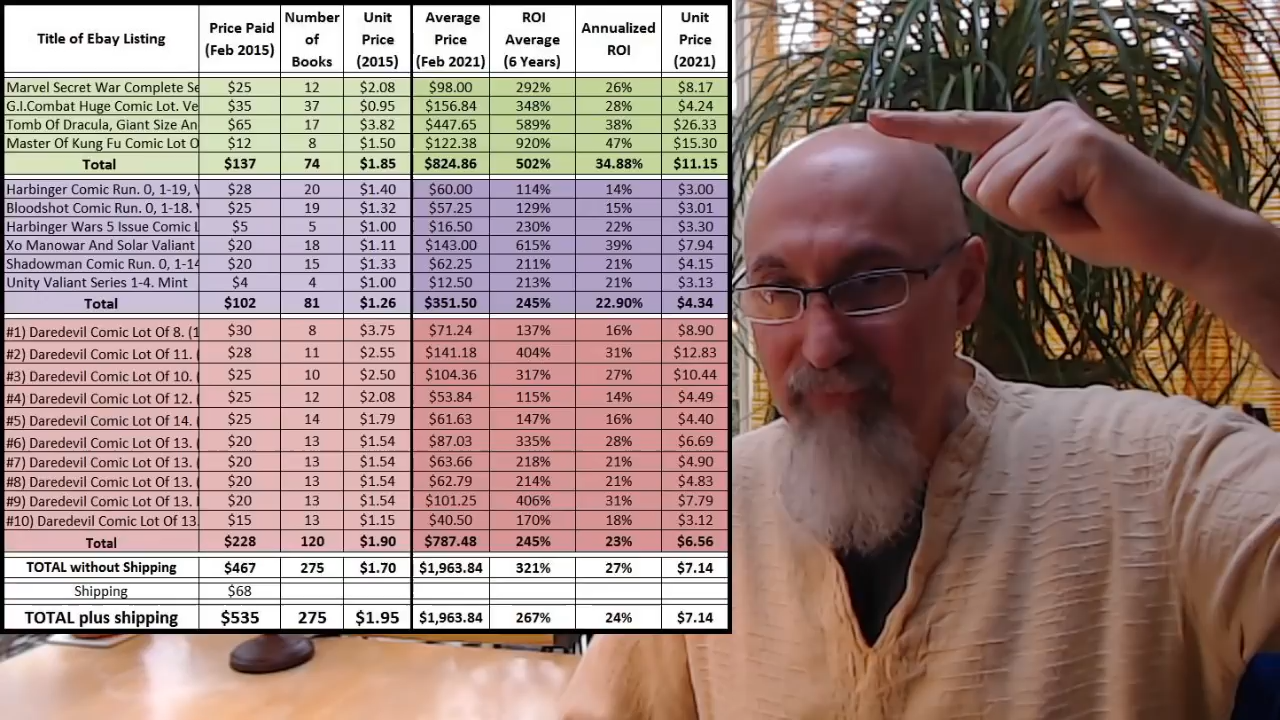 Title of Ebay Listing | Price Paid (Feb 2015) | Number of Books | Unit Price (2015) | Average Price (Feb 2021) | ROI Average (6 Years) | Annualized ROI | Unit Price (2021)
Marvel Secret War Complete Se | $25 | 12 | $2.08 | $98.00 | 292% | 26% | $8.17
G.I.Combat Huge Comic Lot. Ve | $35 | 37 | $0.95 | $156.84 | 348% | 28% | $4.24
Tomb Of Dracula, Giant Size An | $65 | 17 | $3.82 | $447.65 | 589% | 38% | $26.33
Master Of Kung Fu Comic Lot O | $12 | 8 | $1.50 | $122.38 | 920% | 47% | $15.30
Total | $137 | 74 | $1.85 | $824.86 | 502% | 34.88% | $11.15
Harbinger Comic Run. 0, 1-19, | $28 | 20 | $1.40 | $60.00 | 114% | 14% | $3.00
Bloodshot Comic Run. 0, 1-18. | $25 | 19 | $1.32 | $57.25 | 129% | 15% | $3.01
Harbinger Wars 5 Issue Comic L | $5 | 5 | $1.00 | $16.50 | 230% | 22% | $3.30
Xo Manowar And Solar Valiant | $20 | 18 | $1.11 | $143.00 | 615% | 39% | $7.94
Shadowman Comic Run. 0, 1-14 | $20 | 15 | $1.33 | $62.25 | 211% | 21% | $4.15
Unity Valiant Series 1-4. Mint | $4 | 4 | $1.00 | $12.50 | 213% | 21% | $3.13
Total | $102 | 81 | $1.26 | $351.50 | 245% | 22.90% | $4.34
#1) Daredevil Comic Lot Of 8. (1 | $30 | 8 | $3.75 | $71.24 | 137% | 16% | $8.90
#2) Daredevil Comic Lot Of 11. ( | $28 | 11 | $2.55 | $141.18 | 404% | 31% | $12.83
#3) Daredevil Comic Lot Of 10. ( | $25 | 10 | $2.50 | $104.36 | 317% | 27% | $10.44
#4) Daredevil Comic Lot Of 12. ( | $25 | 12 | $2.08 | $53.84 | 115% | 14% | $4.49
#5) Daredevil Comic Lot Of 14. ( | $25 | 14 | $1.79 | $61.63 | 147% | 16% | $4.40
#6) Daredevil Comic Lot Of 13. ( | $20 | 13 | $1.54 | $87.03 | 335% | 28% | $6.69
#7) Daredevil Comic Lot Of 13. ( | $20 | 13 | $1.54 | $63.66 | 218% | 21% | $4.90
#8) Daredevil Comic Lot Of 13. ( | $20 | 13 | $1.54 | $62.79 | 214% | 21% | $4.83
#9) Daredevil Comic Lot Of 13. | $20 | 13 | $1.54 | $101.25 | 406% | 31% | $7.79
#10) Daredevil Comic Lot Of 13. | $15 | 13 | $1.15 | $40.50 | 170% | 18% | $3.12
Total | $228 | 120 | $1.90 | $787.48 | 245% | 23% | $6.56
TOTAL without Shipping | $467 | 275 | $1.70 | $1,963.84 | 321% | 27% | $7.14
Shipping | $68
TOTAL plus shipping | $535 | 275 | $1.95 | $1,963.84 | 267% | 24% | $7.14